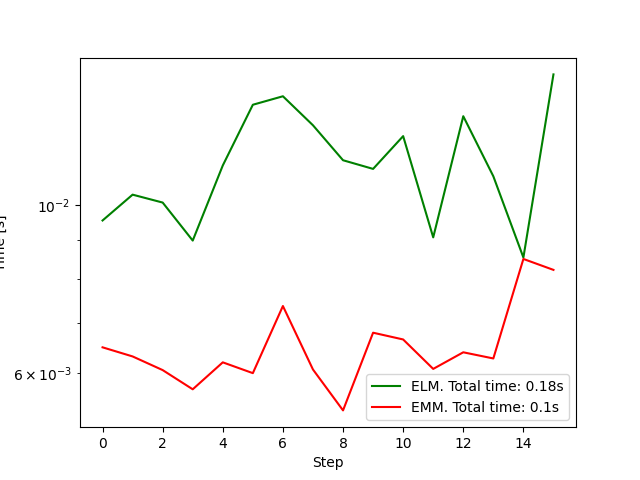 10⁻²
6 × 10⁻³
[s]
0 2 4 6 8 10 12 14
Step
ELM. Total time: 0.18s
EMM. Total time: 0.1s